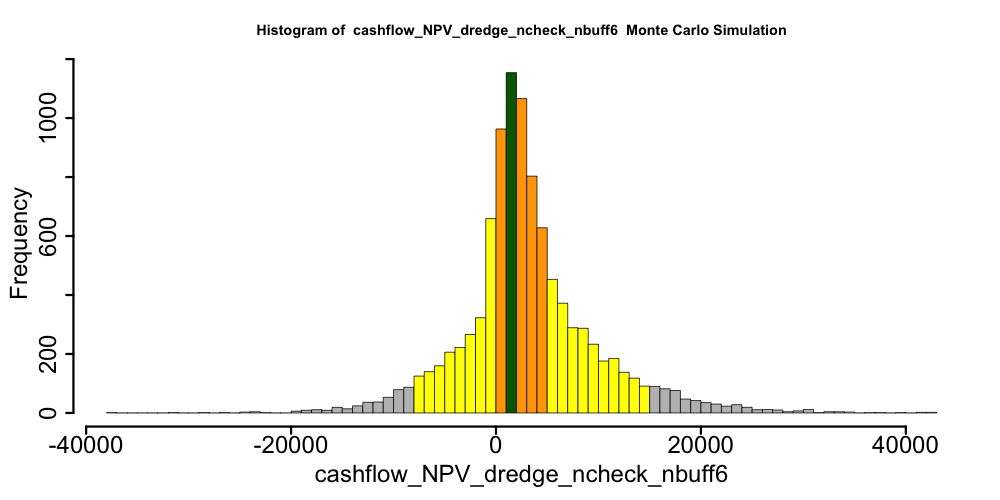 Histogram of  cashflow_NPV_dredge_ncheck_nbuff6  Monte Carlo Simulation
Frequency
1000
600
200
0
-40000 -20000 0 20000 40000
cashflow_NPV_dredge_ncheck_nbuff6